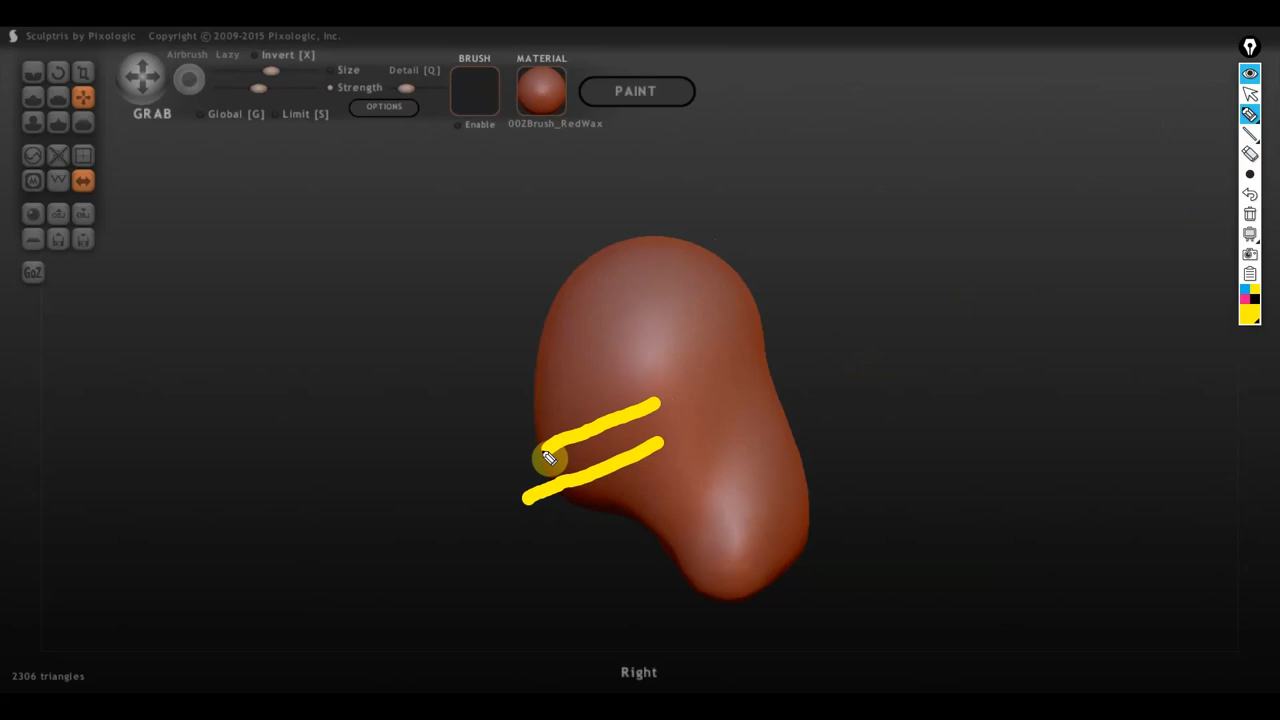 Sculptris by Pixologic Copyright © 2009-2015 Pixologic, Inc.
Airbrush Lazy Invert [X]
BRUSH
MATERIAL
Size Detail [Q]
Strength
PAINT
OPTIONS
GRAB
Global [G] Limit [S]
Enable
00ZBrush_RedWax
GoZ
2306 triangles
Right